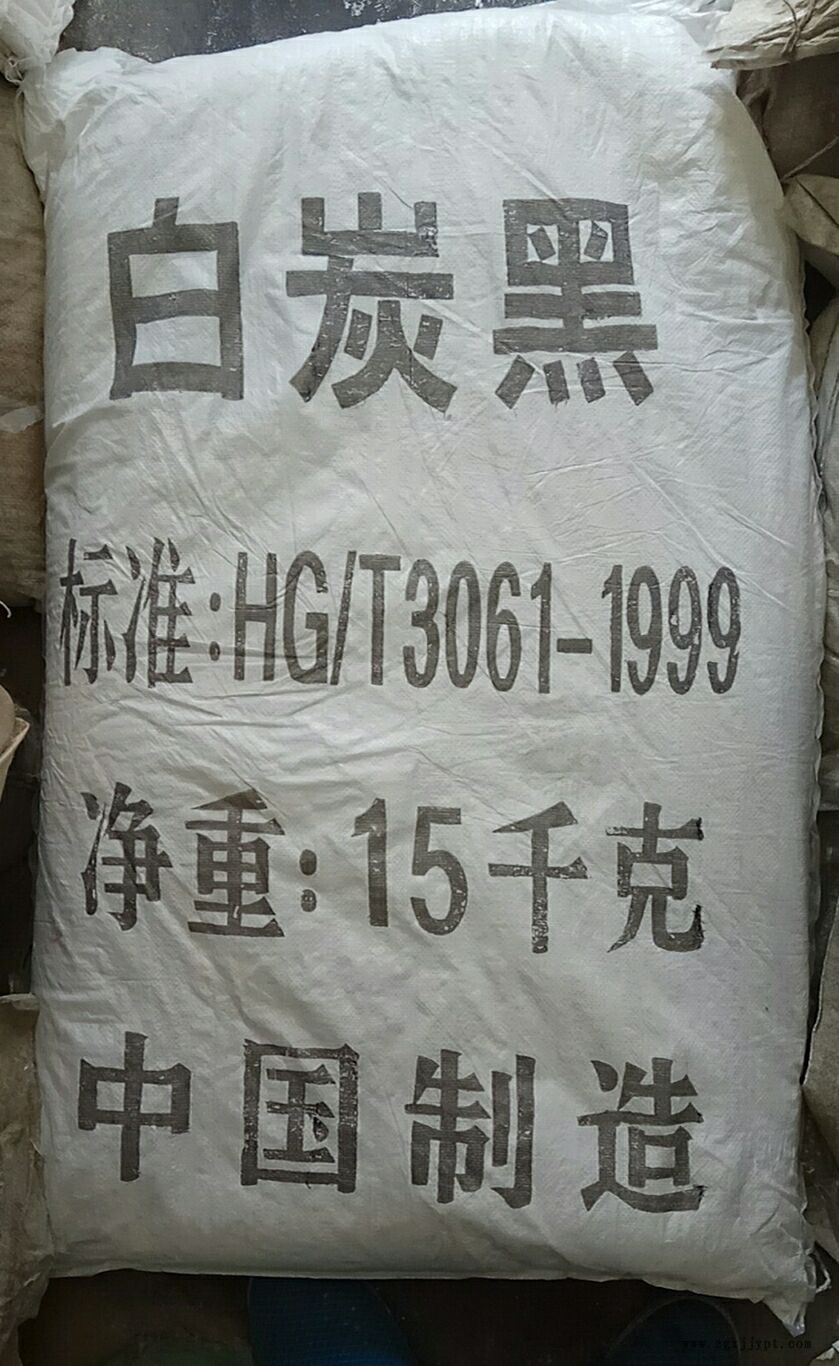 白炭黑
标准:HG/T3061-1999
净重:15千克
中国制造